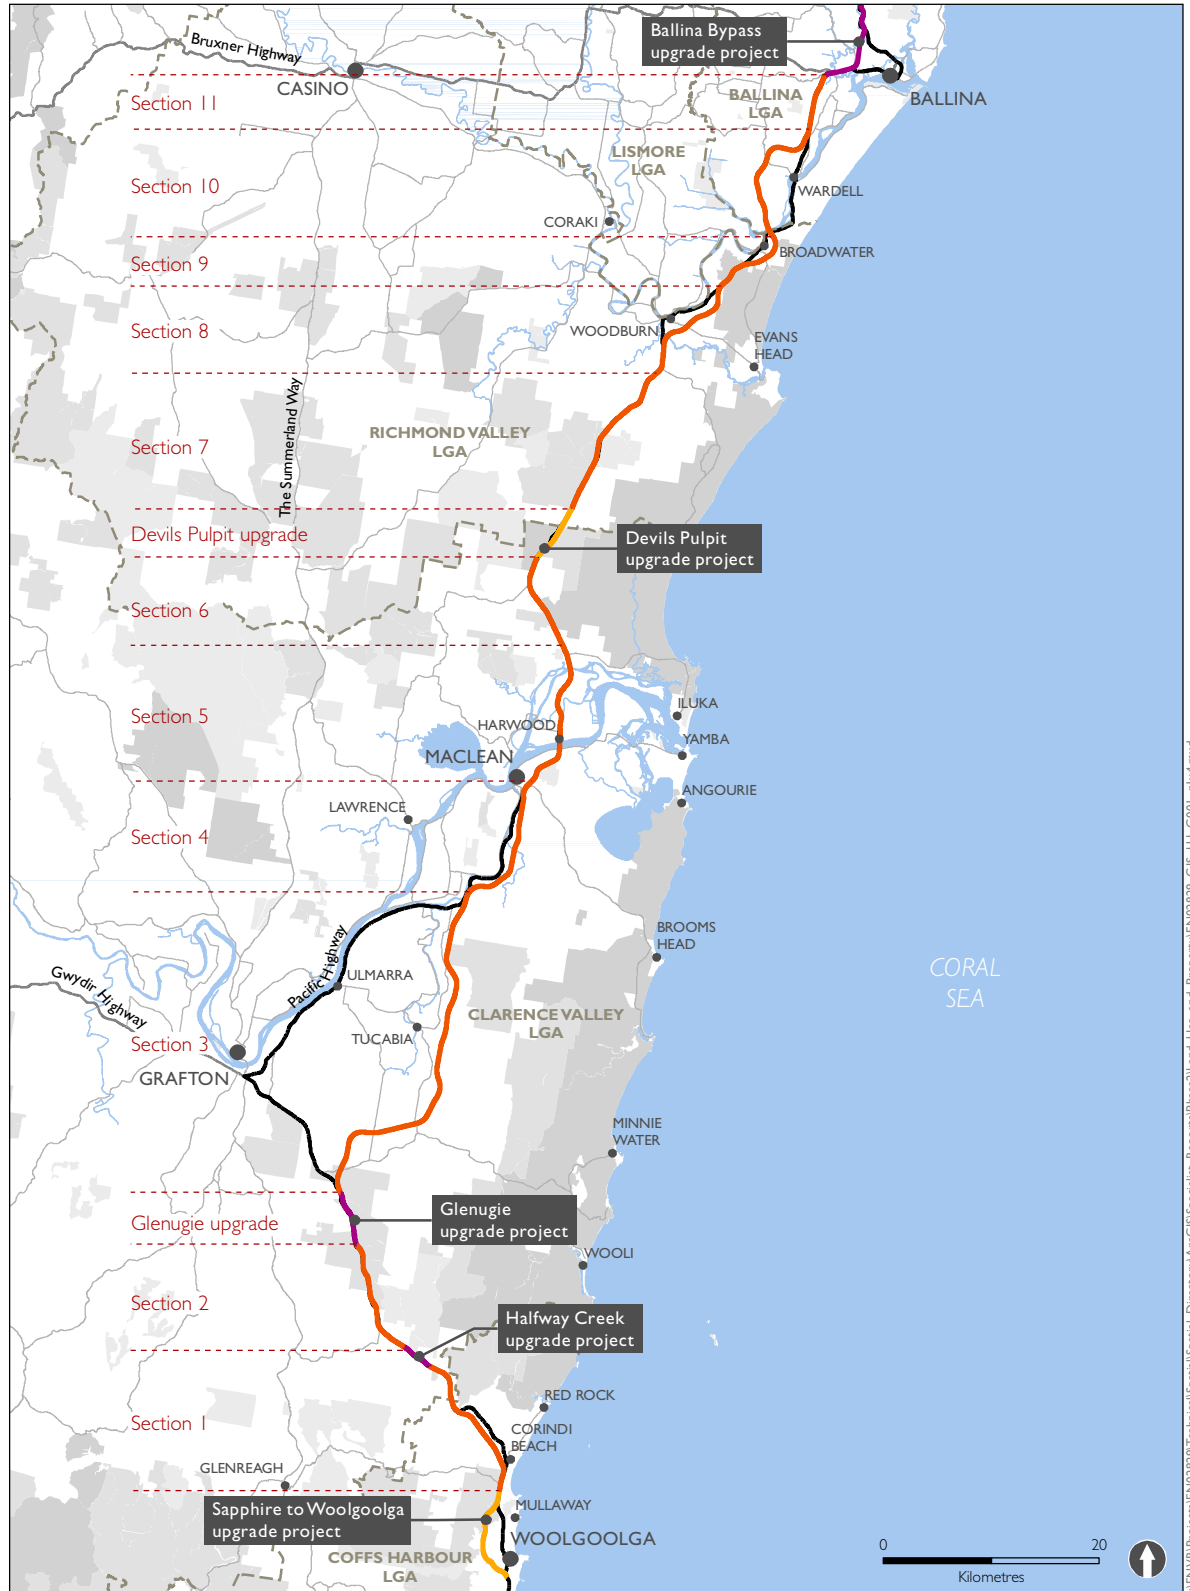 Ballina Bypass
upgrade project
Bruxner Highway
CASINO
BALLINA
LGA
BALLINA
Section 11
LISMORE
LGA
Section 10
WARDELL
CORAKI
BROADWATER
Section 9
Section 8
WOODBURN
EVANS
HEAD
The Summerland Way
RICHMOND VALLEY
LGA
Section 7
Devils Pulpit upgrade
Devils Pulpit
upgrade project
Section 6
Section 5
ILUKA
HARWOOD
YAMBA
MACLEAN
ANGOURIE
LAWRENCE
Section 4
BROOMS
HEAD
Pacific Highway
CORAL
SEA
Gwydir Highway
ULMARRA
CLARENCE VALLEY
LGA
TUCABIA
Section 3
GRAFTON
MINNIE
WATER
Glenugie upgrade
Glenugie
upgrade project
WOOLI
Section 2
Halfway Creek
upgrade project
RED ROCK
Section 1
CORINDI
BEACH
GLENREAGH
Sapphire to Woolgoolga
upgrade project
MULLAWAY
WOOLGOOLGA
COFFS HARBOUR
LGA
0
20
Kilometres